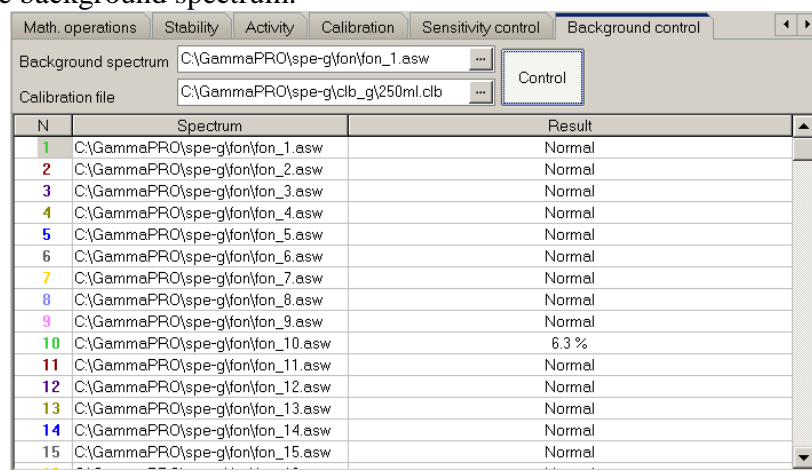 e background spectrum.
Math. operations Stability Activity Calibration Sensitivity control Background control
Background spectrum C:\GammaPRO\spe-g\fon\fon_1.asw ...
Control
Calibration file C:\GammaPRO\spe-g\clb_g\250ml.clb ...
N Spectrum Result
1 C:\GammaPRO\spe-g\fon\fon_1.asw Normal
2 C:\GammaPRO\spe-g\fon\fon_2.asw Normal
3 C:\GammaPRO\spe-g\fon\fon_3.asw Normal
4 C:\GammaPRO\spe-g\fon\fon_4.asw Normal
5 C:\GammaPRO\spe-g\fon\fon_5.asw Normal
6 C:\GammaPRO\spe-g\fon\fon_6.asw Normal
7 C:\GammaPRO\spe-g\fon\fon_7.asw Normal
8 C:\GammaPRO\spe-g\fon\fon_8.asw Normal
9 C:\GammaPRO\spe-g\fon\fon_9.asw Normal
10 C:\GammaPRO\spe-g\fon\fon_10.asw 6.3 %
11 C:\GammaPRO\spe-g\fon\fon_11.asw Normal
12 C:\GammaPRO\spe-g\fon\fon_12.asw Normal
13 C:\GammaPRO\spe-g\fon\fon_13.asw Normal
14 C:\GammaPRO\spe-g\fon\fon_14.asw Normal
15 C:\GammaPRO\spe-g\fon\fon_15.asw Normal